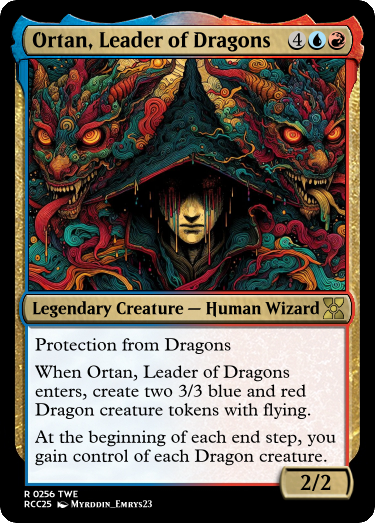 Ortan, Leader of Dragons 4
Legendary Creature — Human Wizard
Protection from Dragons
When Ortan, Leader of Dragons
enters, create two 3/3 blue and red
Dragon creature tokens with flying.
At the beginning of each end step, you
gain control of each Dragon creature.
2/2
R 0256 TWE
RCC25 Myrddin_Emrys23